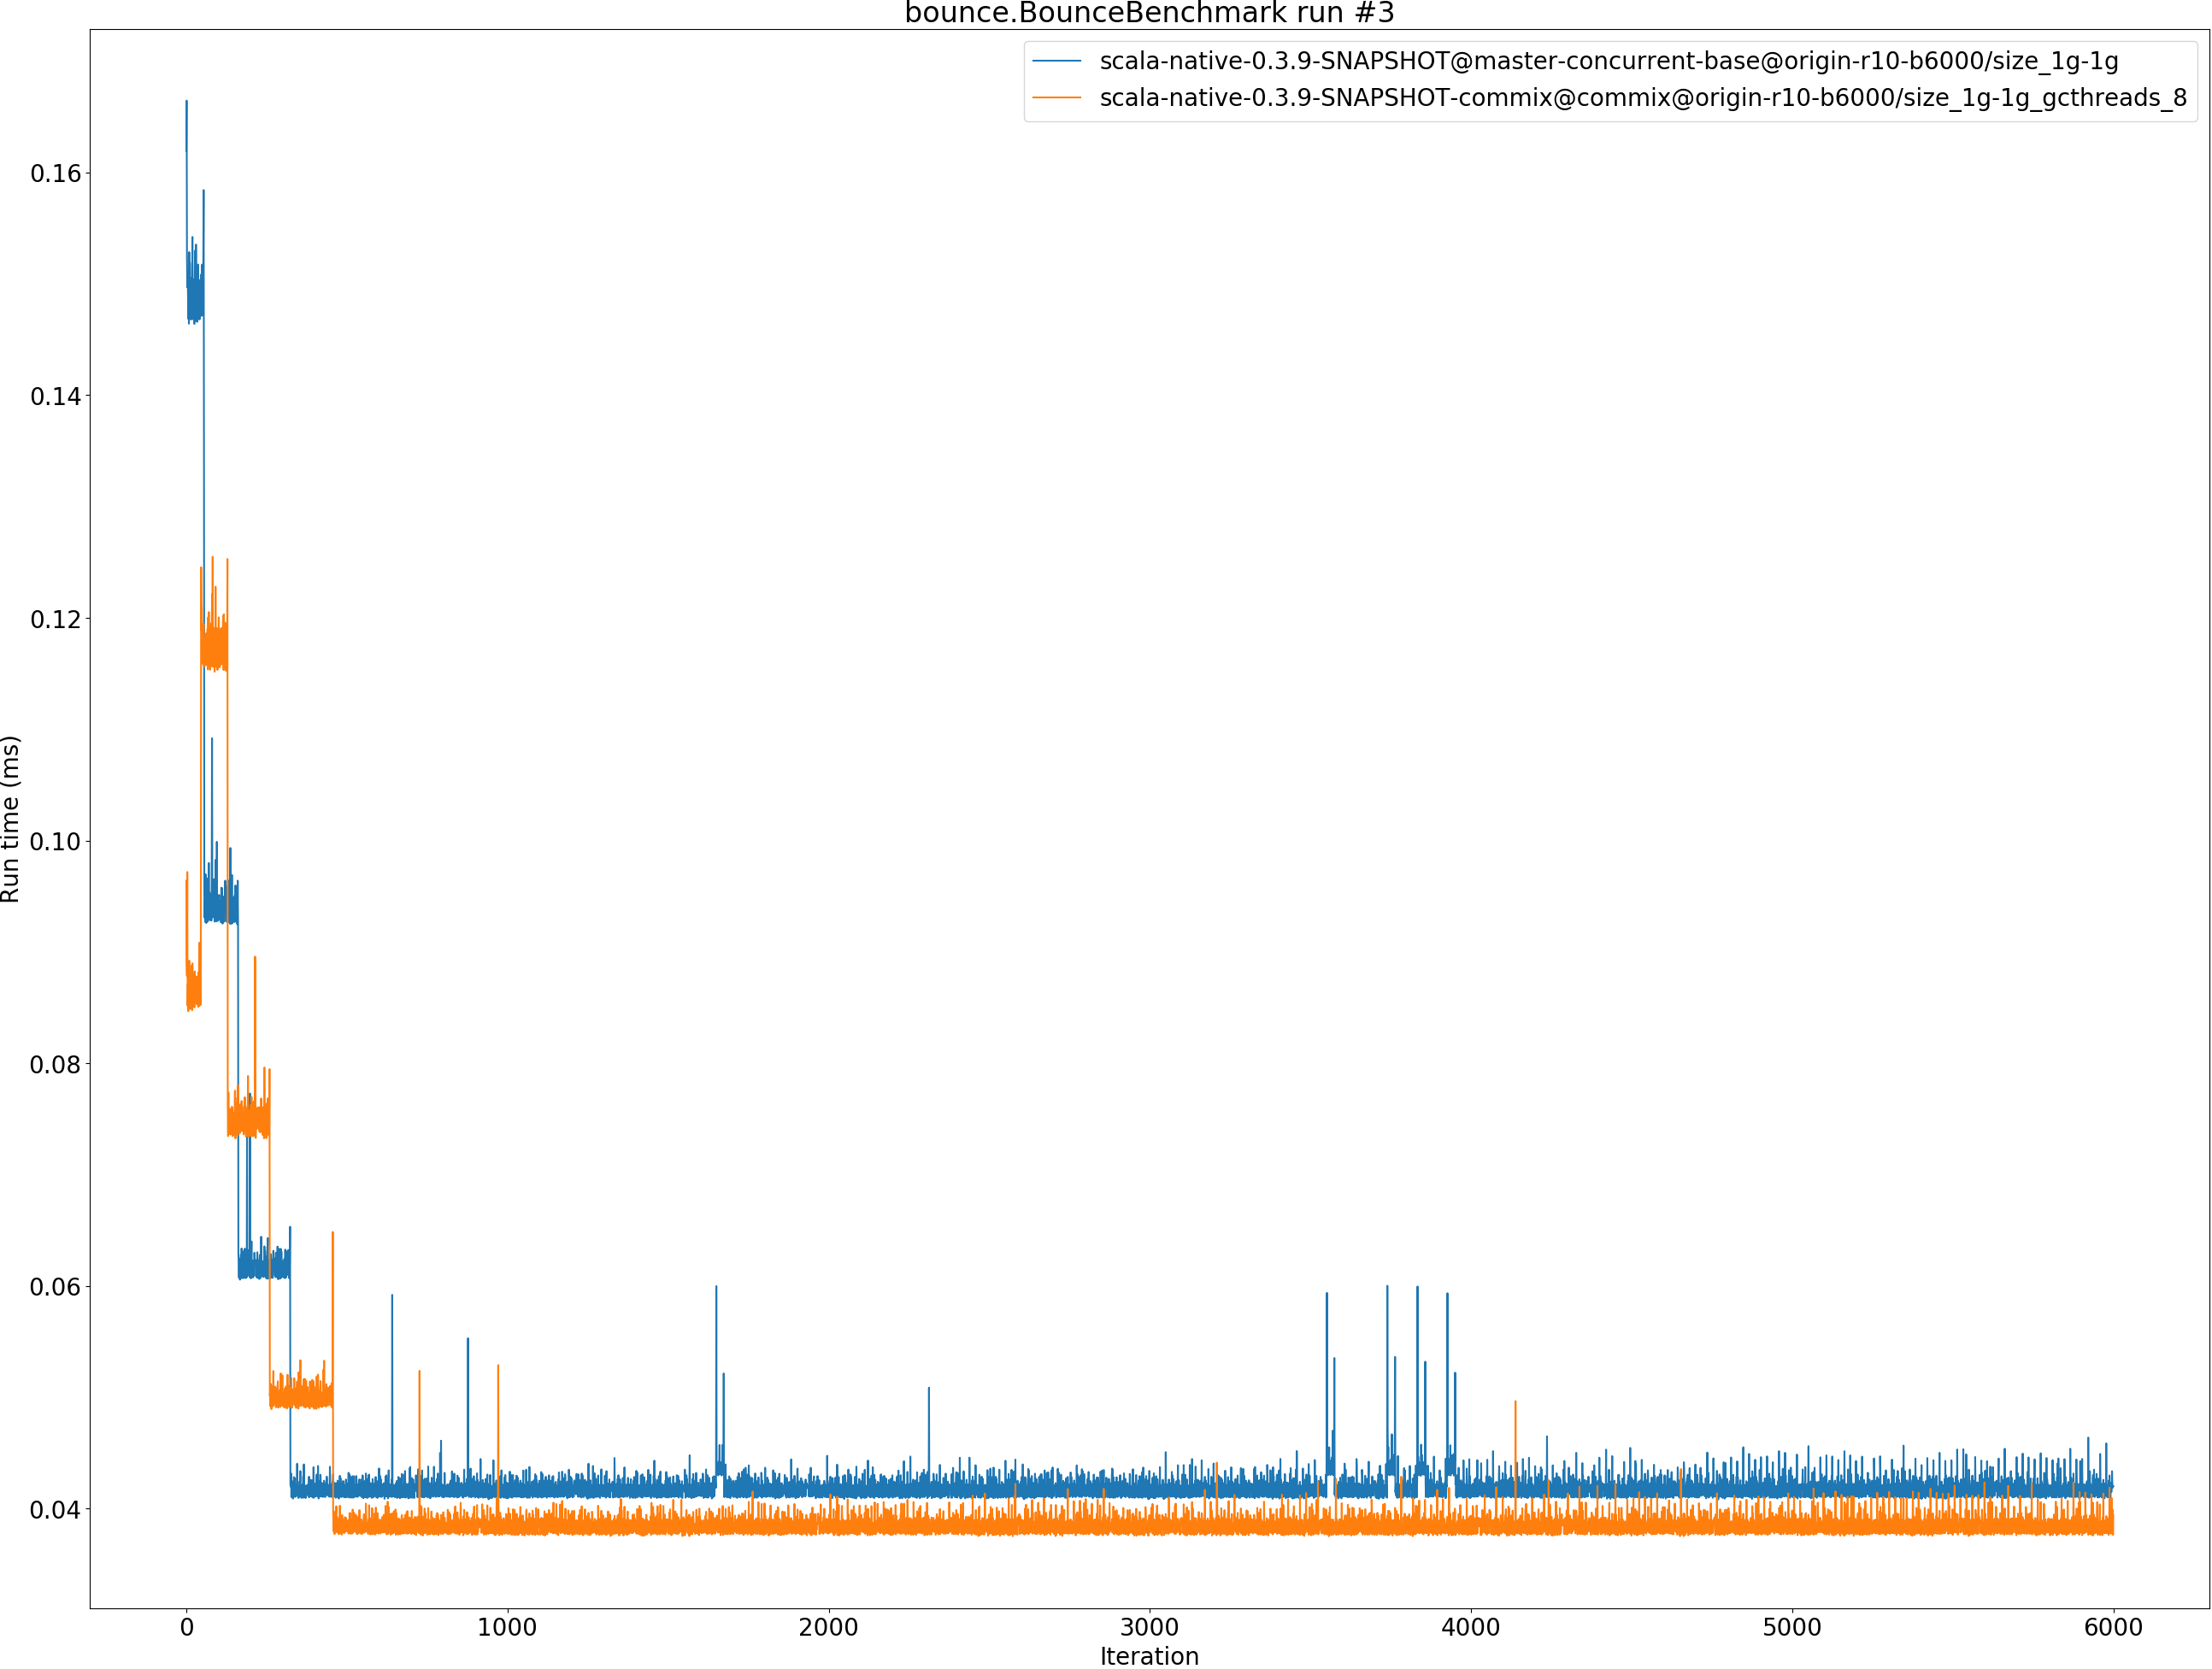 bounce.BounceBenchmark run #3
scala-native-0.3.9-SNAPSHOT@master-concurrent-base@origin-r10-b6000/size_1g-1g
scala-native-0.3.9-SNAPSHOT-commix@commix@origin-r10-b6000/size_1g-1g_gcthreads_8
Run time (ms)
0.16
0.14
0.12
0.10
0.08
0.06
0.04
0 1000 2000 3000 4000 5000 6000
Iteration